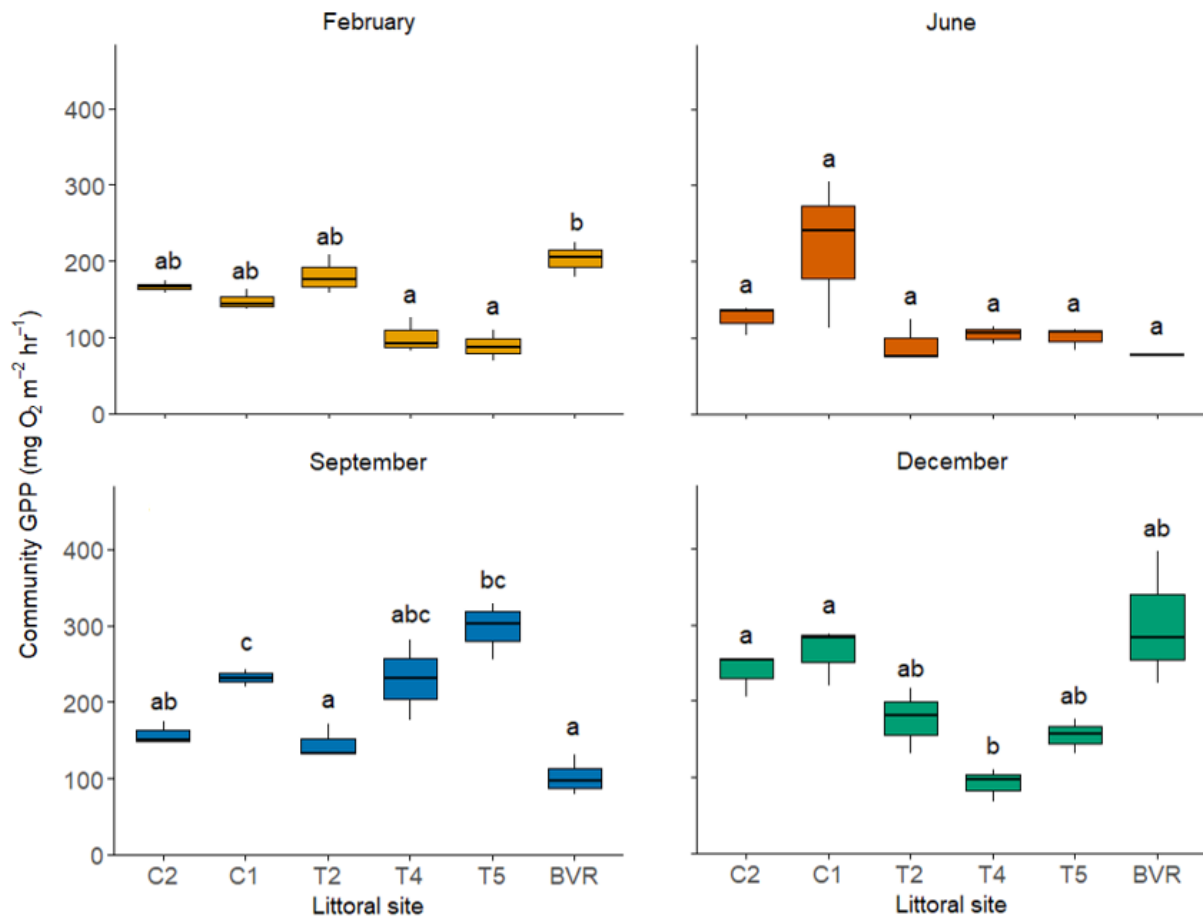 February
June
Community GPP (mg O₂ m⁻² hr⁻¹)
400
300
200
100
0
ab
ab
ab
a
a
b
a
a
a
a
a
a
September
December
400
300
200
100
0
ab
c
a
abc
bc
a
a
a
ab
b
ab
ab
C2 C1 T2 T4 T5 BVR
C2 C1 T2 T4 T5 BVR
Littoral site
Littoral site